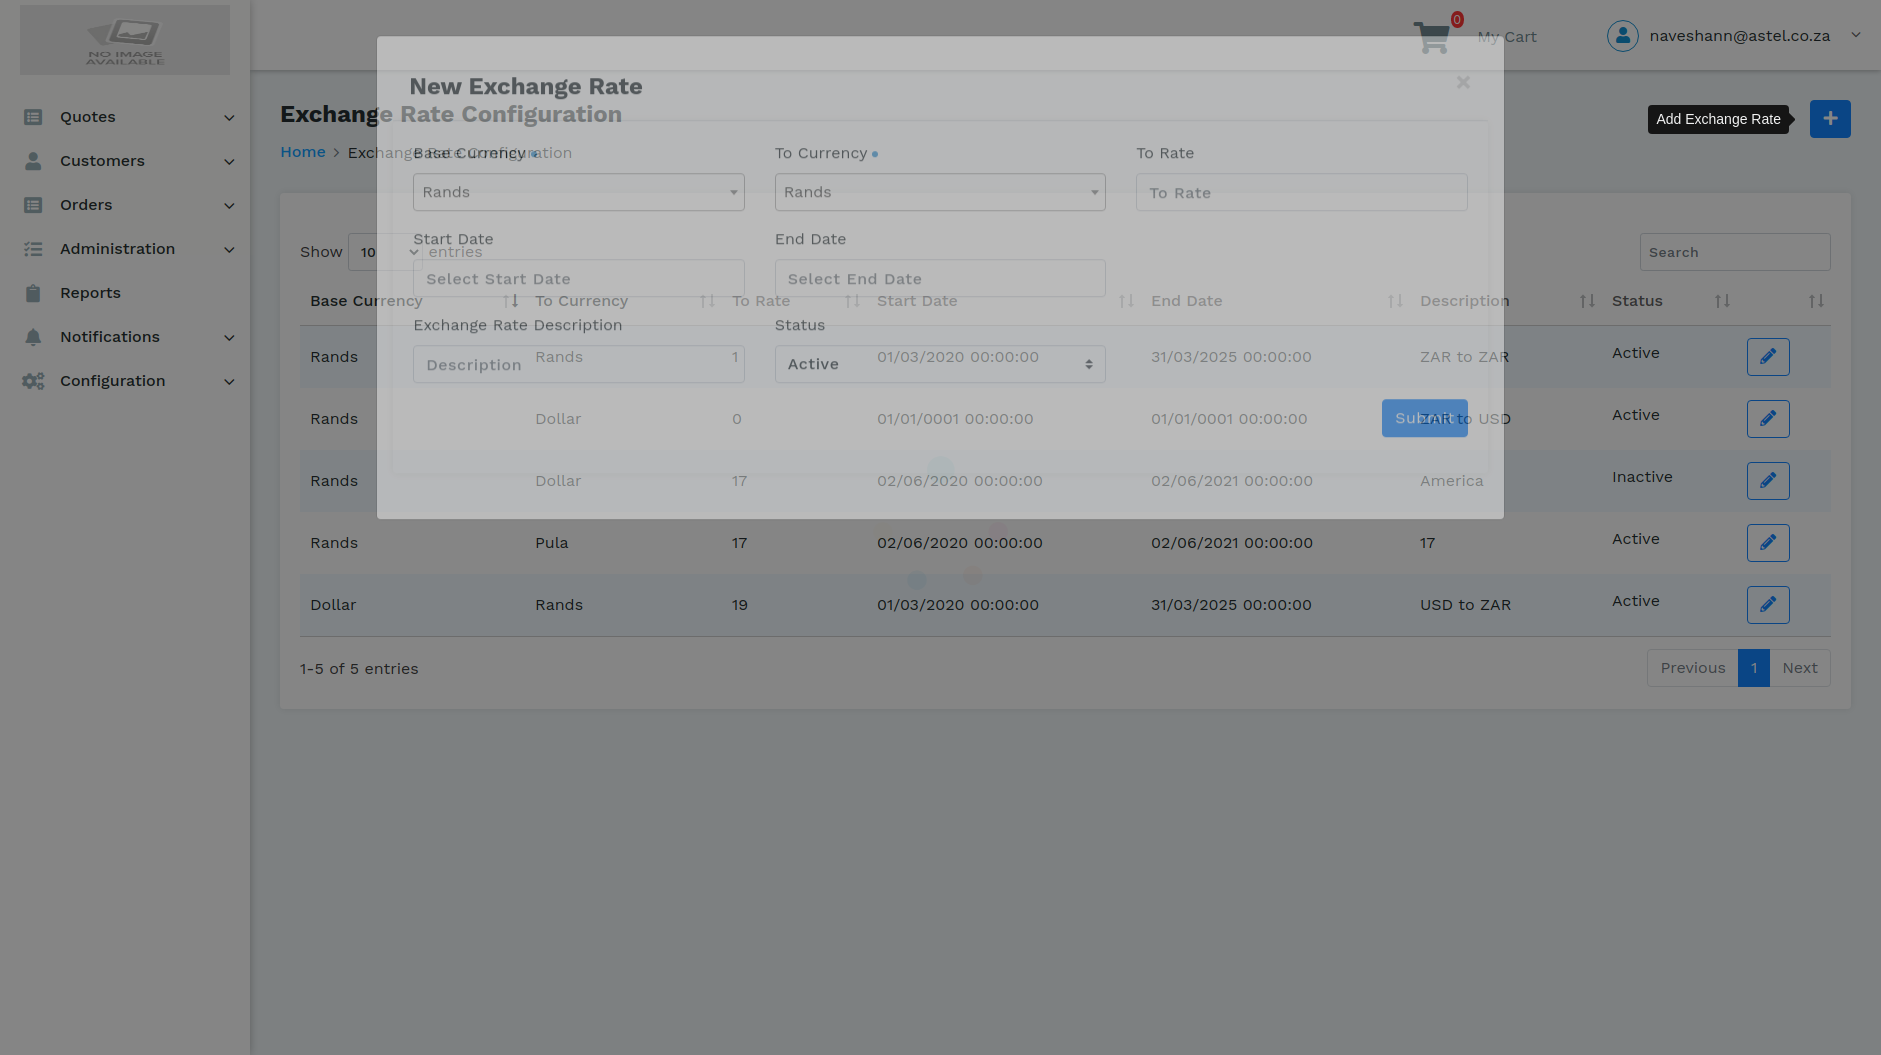 NO IMAGE
AVAILABLE
0
My Cart
naveshann@astel.co.za
Quotes
Customers
Orders
Administration
Reports
Notifications
Configuration
Exchange Rate Configuration
Home > Exchange Rate Configuration
Add Exchange Rate
+
New Exchange Rate
×
Base Currency
To Currency
To Rate
Rands
Rands
To Rate
Start Date
End Date
Select Start Date
Select End Date
Exchange Rate Description
Status
Description
Active
Submit
Show 10 entries
Search
Base Currency To Currency To Rate Start Date End Date Description Status
Rands Rands 1 01/03/2020 00:00:00 31/03/2025 00:00:00 ZAR to ZAR Active
Rands Dollar 0 01/01/0001 00:00:00 01/01/0001 00:00:00 ZAR to USD Active
Rands Dollar 17 02/06/2020 00:00:00 02/06/2021 00:00:00 America Inactive
Rands Pula 17 02/06/2020 00:00:00 02/06/2021 00:00:00 17 Active
Dollar Rands 19 01/03/2020 00:00:00 31/03/2025 00:00:00 USD to ZAR Active
1-5 of 5 entries
Previous 1 Next